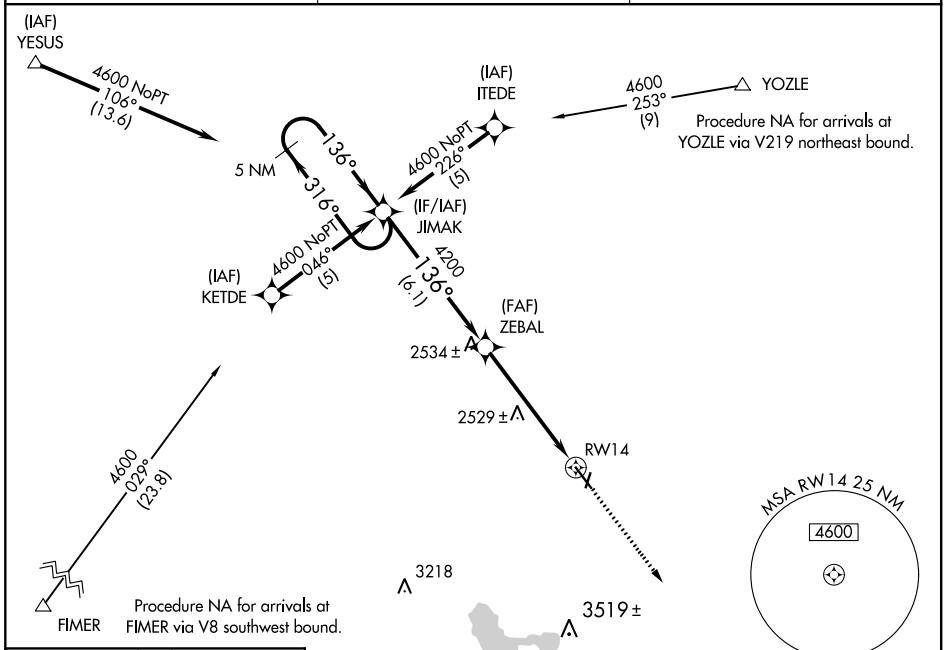 (IAF)
YESUS
4600 NoPT
106°
(13.6)
(IAF)
ITEDE
4600
253°
(9)
YOZLE
Procedure NA for arrivals at
YOZLE via V219 northeast bound.
5 NM
136°
316°
4600 NoPT
226°
(5)
(IF/IAF)
JIMAK
4600 NoPT
046°
(5)
(IAF)
KETDE
4200
136°
(6.1)
(FAF)
ZEBAL
2534 ±
2529 ±
RW14
4600
029°
(23.8)
MSA RW14 25 NM
4600
3218
3519 ±
FIMER
Procedure NA for arrivals at
FIMER via V8 southwest bound.